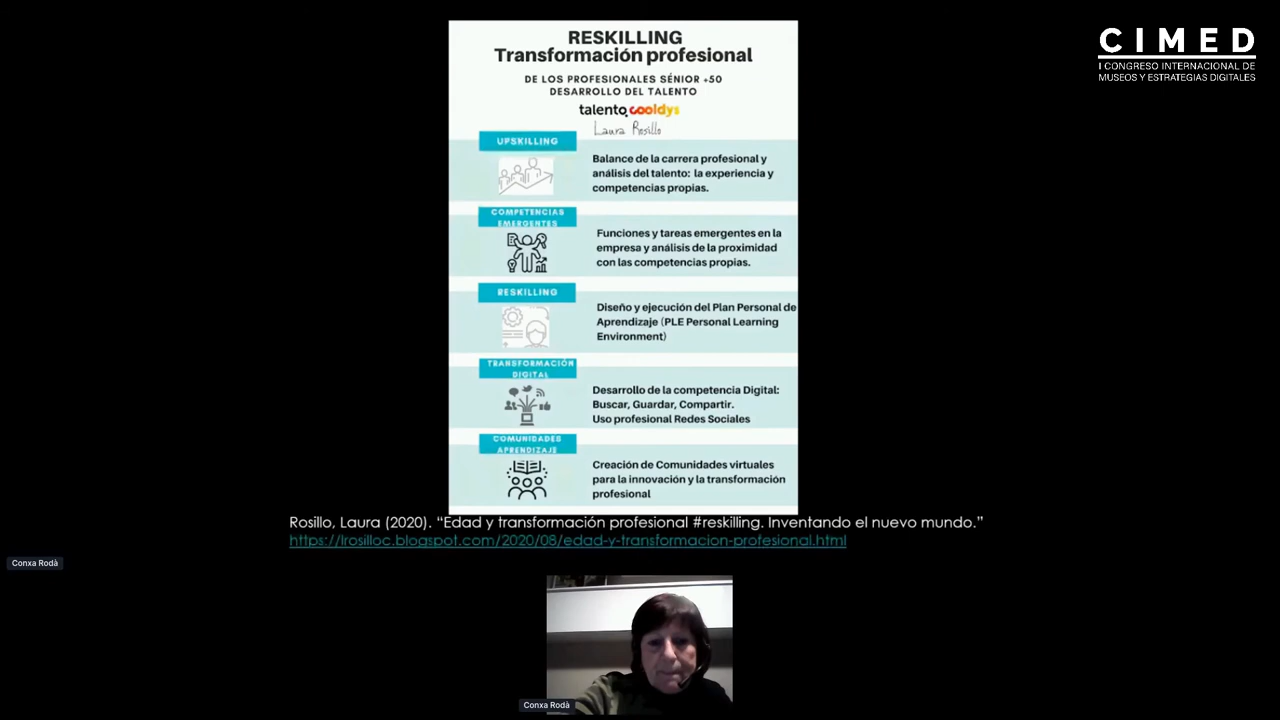 CIMED
I CONGRESO INTERNACIONAL DE
MUSEOS Y ESTRATEGIAS DIGITALES
RESKILLING
Transformación profesional
DE LOS PROFESIONALES SÉNIOR +50
DESARROLLO DEL TALENTO
talento cooldys
Laura Rosillo
UPSKILLING
Balance de la carrera profesional y
análisis del talento: la experiencia y
competencias propias.
COMPETENCIAS
EMERGENTES
Funciones y tareas emergentes en la
empresa y análisis de la proximidad
con las competencias propias.
RESKILLING
Diseño y ejecución del Plan Personal de
Aprendizaje (PLE Personal Learning
Environment)
TRANSFORMACIÓN
DIGITAL
Desarrollo de la competencia Digital:
Buscar, Guardar, Compartir.
Uso profesional Redes Sociales
COMUNIDADES
APRENDIZAJE
Creación de Comunidades virtuales
para la innovación y la transformación
profesional
Rosillo, Laura (2020). “Edad y transformación profesional #reskilling. Inventando el nuevo mundo.”
https://lrosilloc.blogspot.com/2020/08/edad-y-transformacion-profesional.html
Conxa Rodà
Conxa Rodà